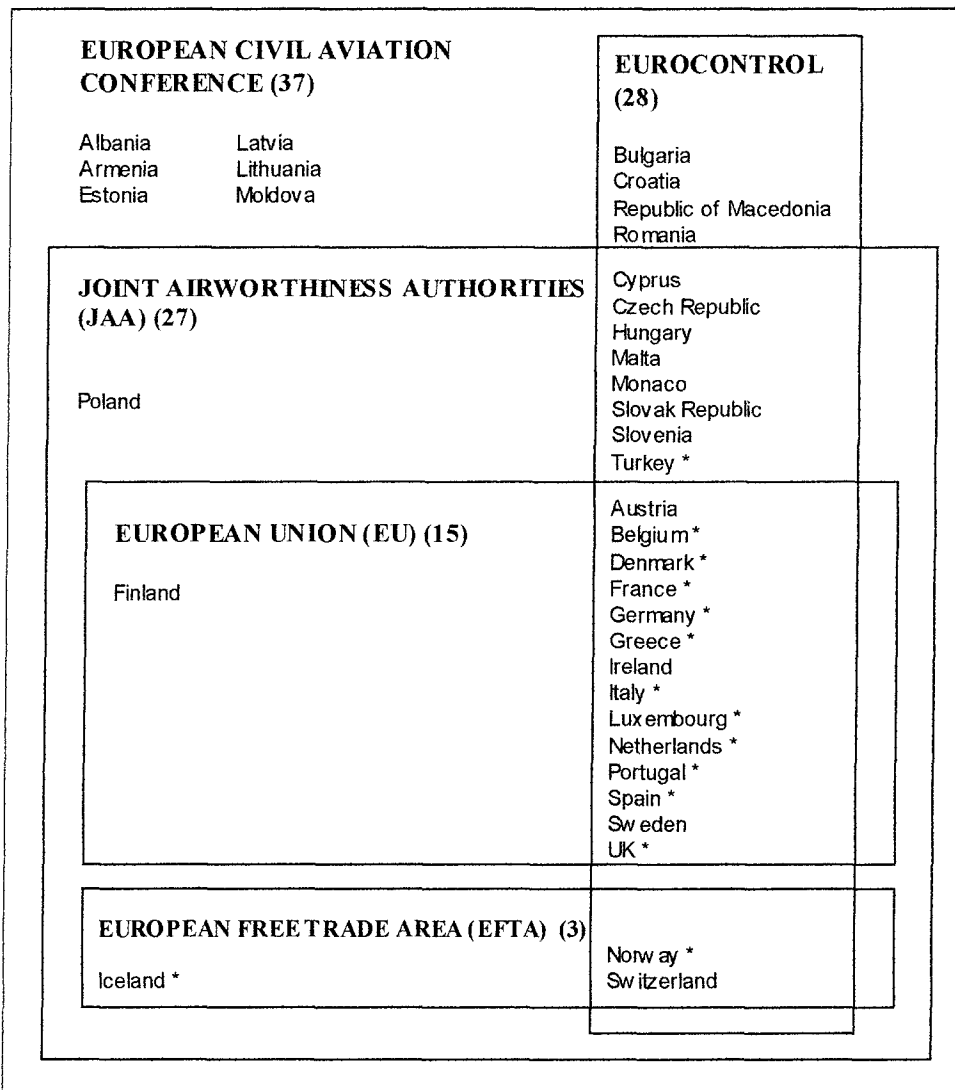 EUROPEAN CIVIL AVIATION
CONFERENCE (37)
Albania Latvia
Armenia Lithuania
Estonia Moldova
EUROCONTROL
(28)
Bulgaria
Croatia
Republic of Macedonia
Romania
JOINT AIRWORTHINESS AUTHORITIES
(JAA) (27)
Poland
Cyprus
Czech Republic
Hungary
Malta
Monaco
Slovak Republic
Slovenia
Turkey *
EUROPEAN UNION (EU) (15)
Finland
Austria
Belgium *
Denmark *
France *
Germany *
Greece *
Ireland
Italy *
Luxembourg *
Netherlands *
Portugal *
Spain *
Sweden
UK *
EUROPEAN FREE TRADE AREA (EFTA) (3)
Iceland *
Norway *
Switzerland